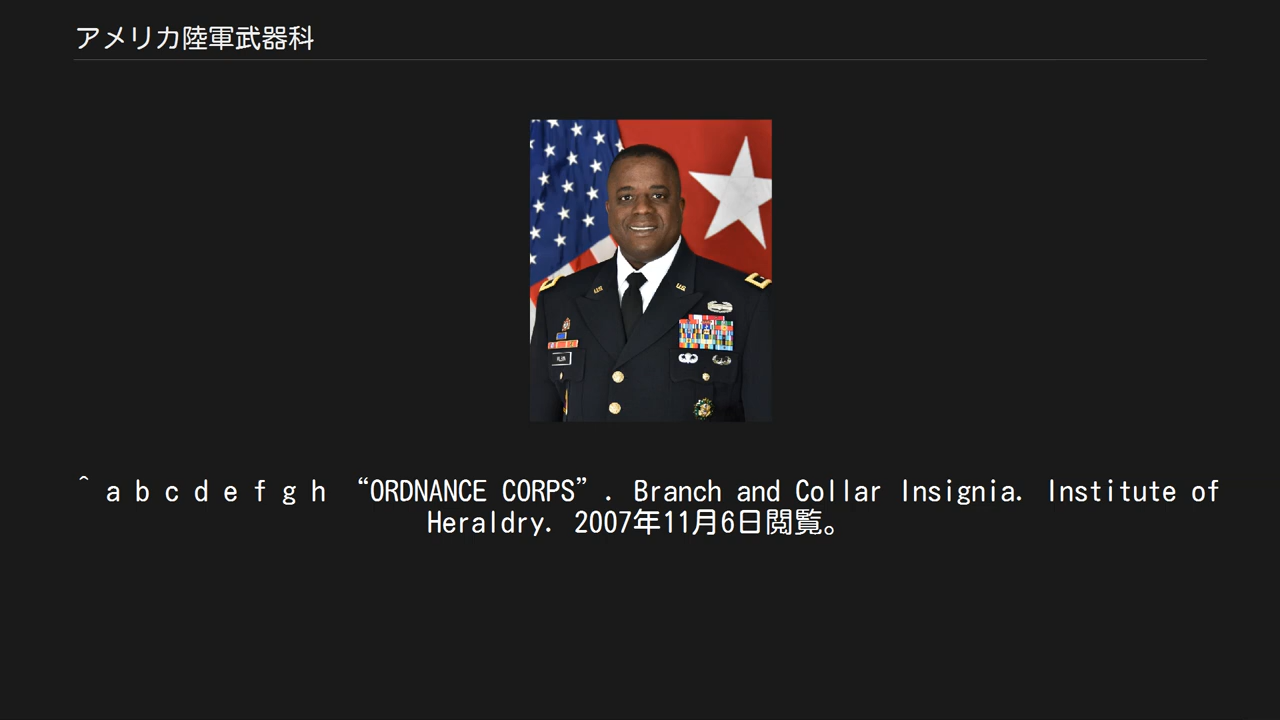 アメリカ陸軍武器科
^ a b c d e f g h “ORDNANCE CORPS”. Branch and Collar Insignia. Institute of
Heraldry. 2007年11月6日閲覧。